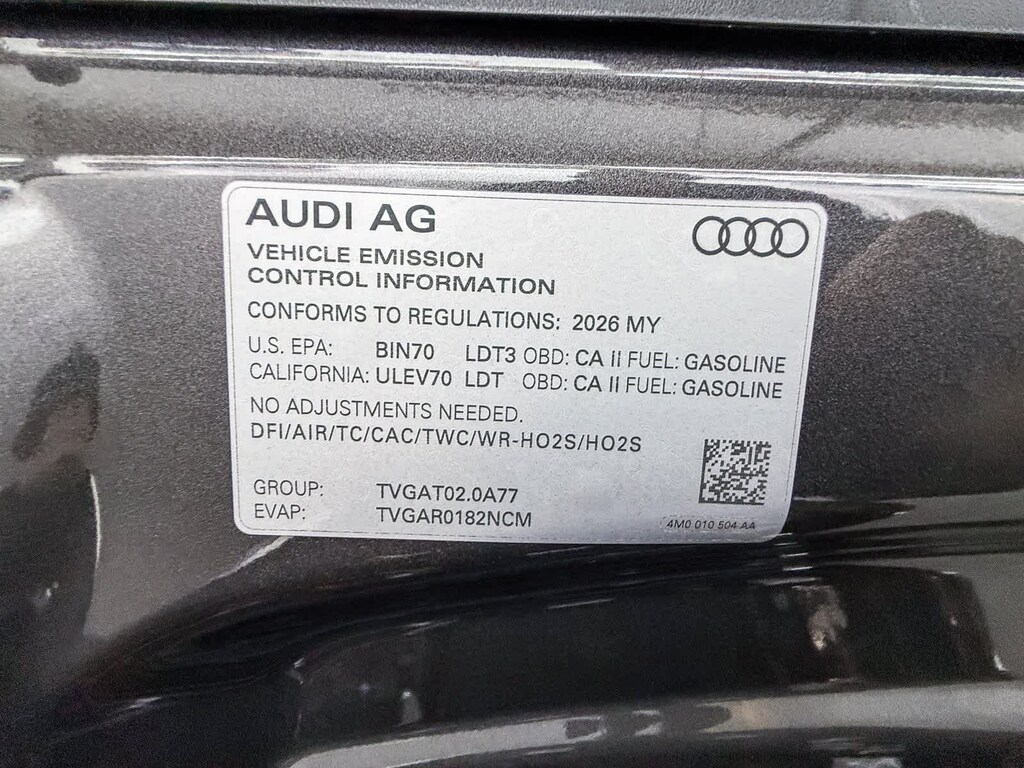 AUDI AG
VEHICLE EMISSION
CONTROL INFORMATION
CONFORMS TO REGULATIONS: 2026 MY
U.S. EPA: BIN70 LDT3 OBD: CA II FUEL: GASOLINE
CALIFORNIA: ULEV70 LDT OBD: CA II FUEL: GASOLINE
NO ADJUSTMENTS NEEDED.
DFI/AIR/TC/CAC/TWC/WR-HO2S/HO2S
GROUP: TVGAT02.0A77
EVAP: TVGAR0182NCM
4M0 010 504 AA